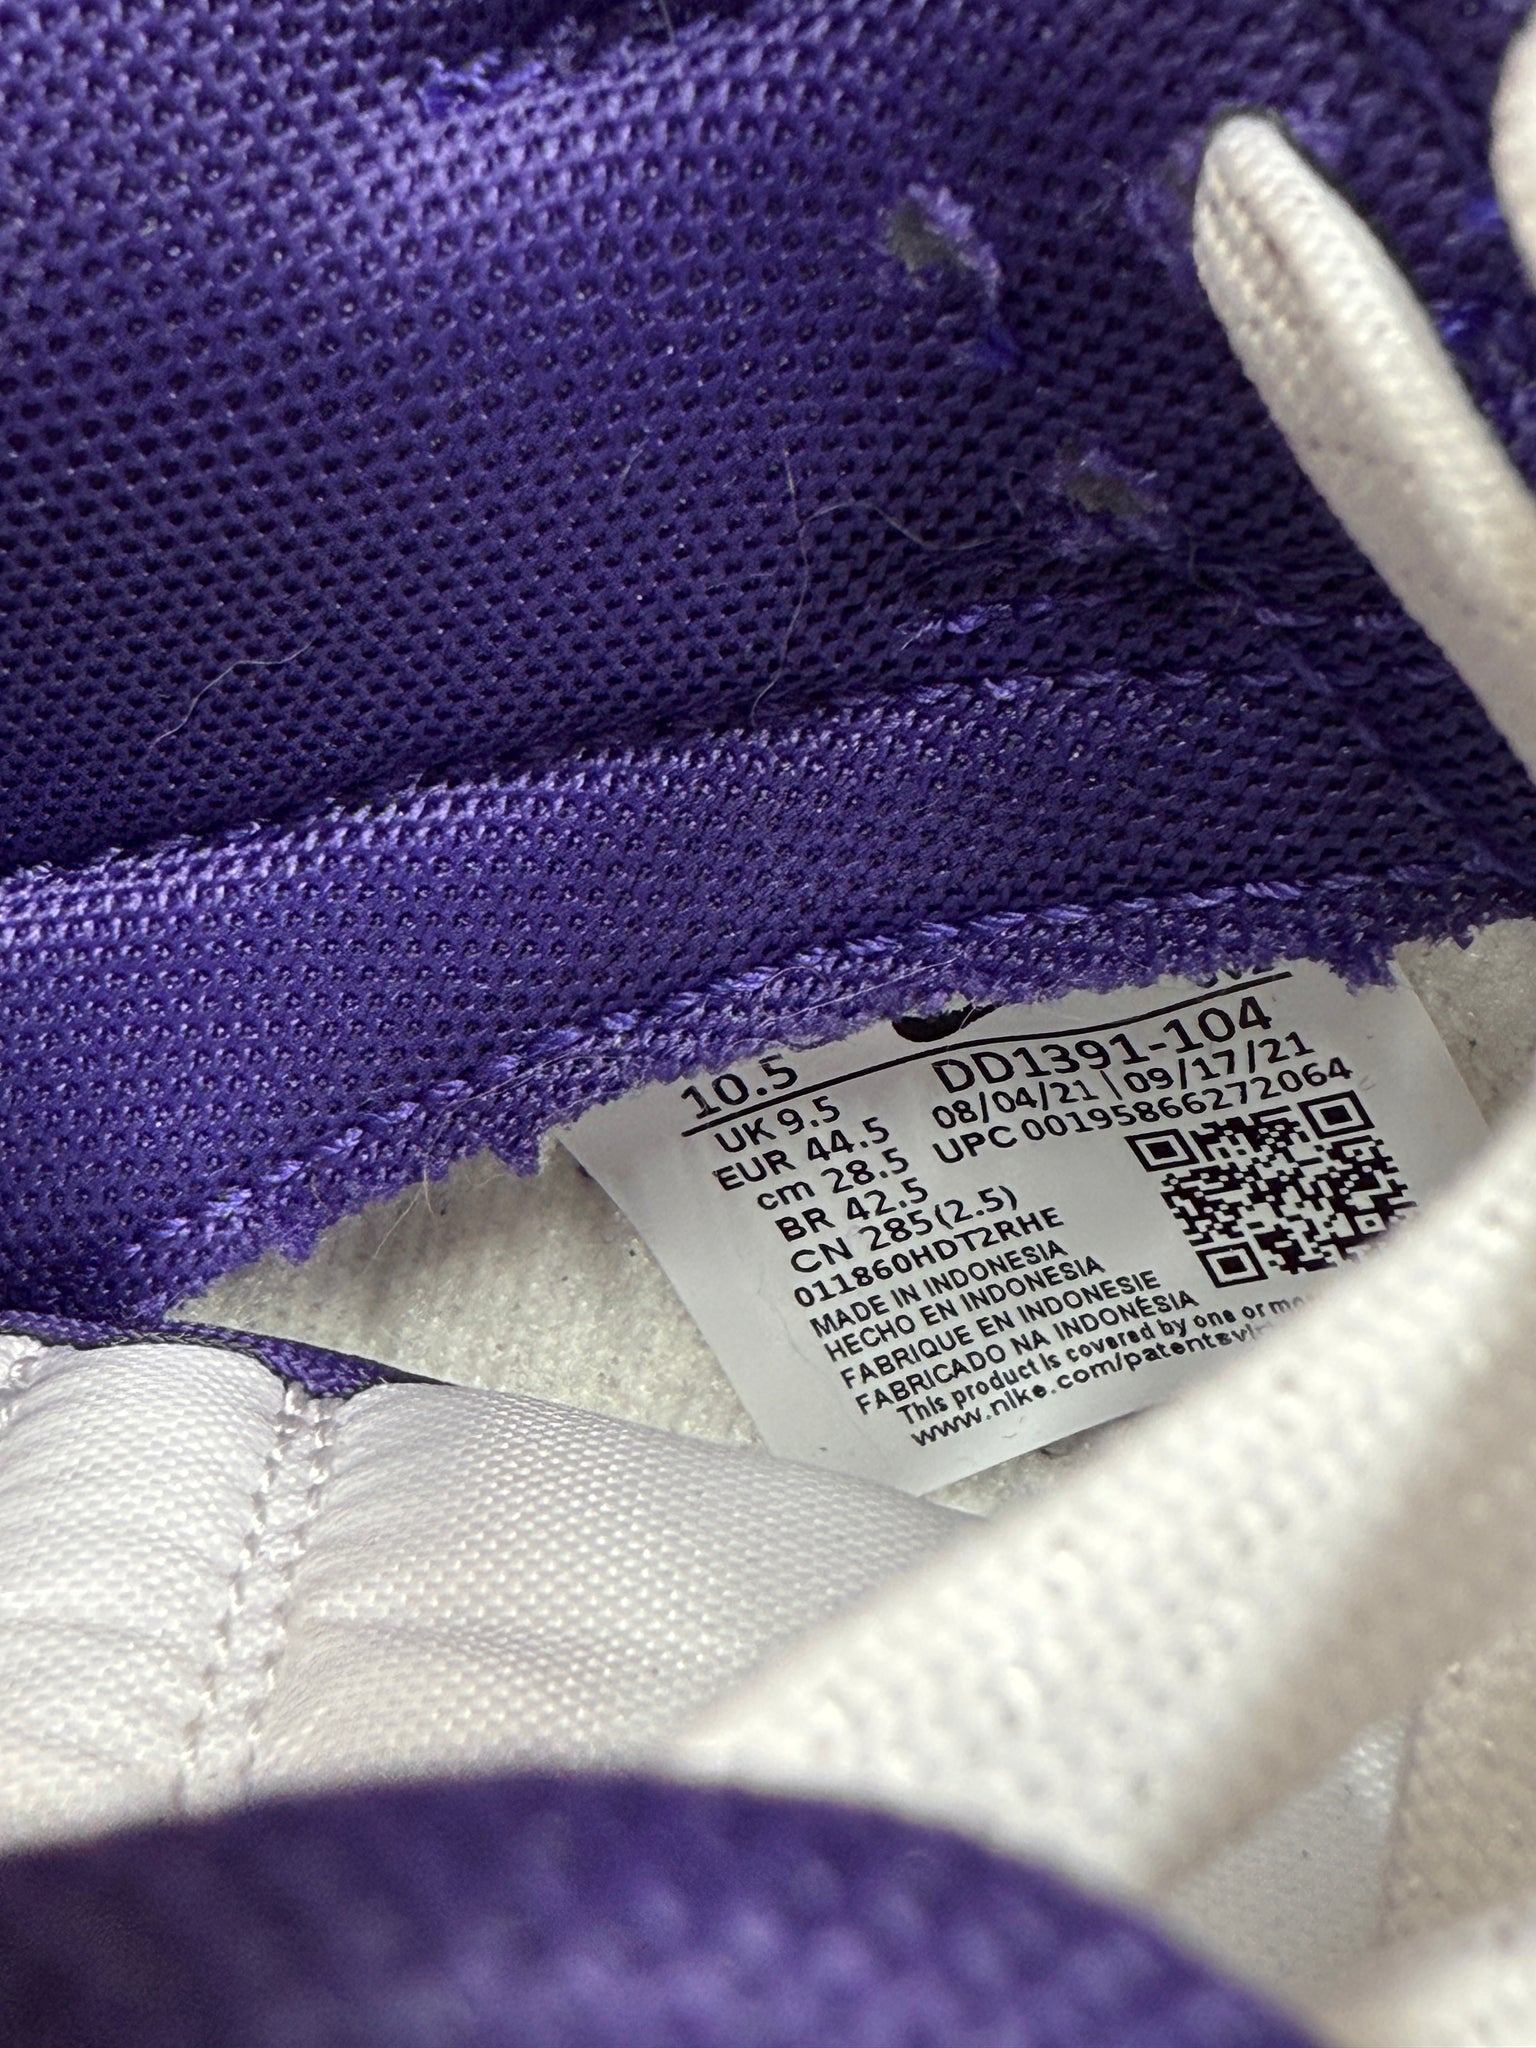 10.5 DD1391-104
UK 9.5 08/04/21 | 09/17/21
EUR 44.5 UPC 00195866272064
cm 28.5
BR 42.5
CN 285(2.5)
011860HDT2RHE
MADE IN INDONESIA
HECHO EN INDONESIA
FABRIQUE EN INDONESIE
FABRICADO NA INDONÉSIA
This product is covered by one or
www.nike.com/patents